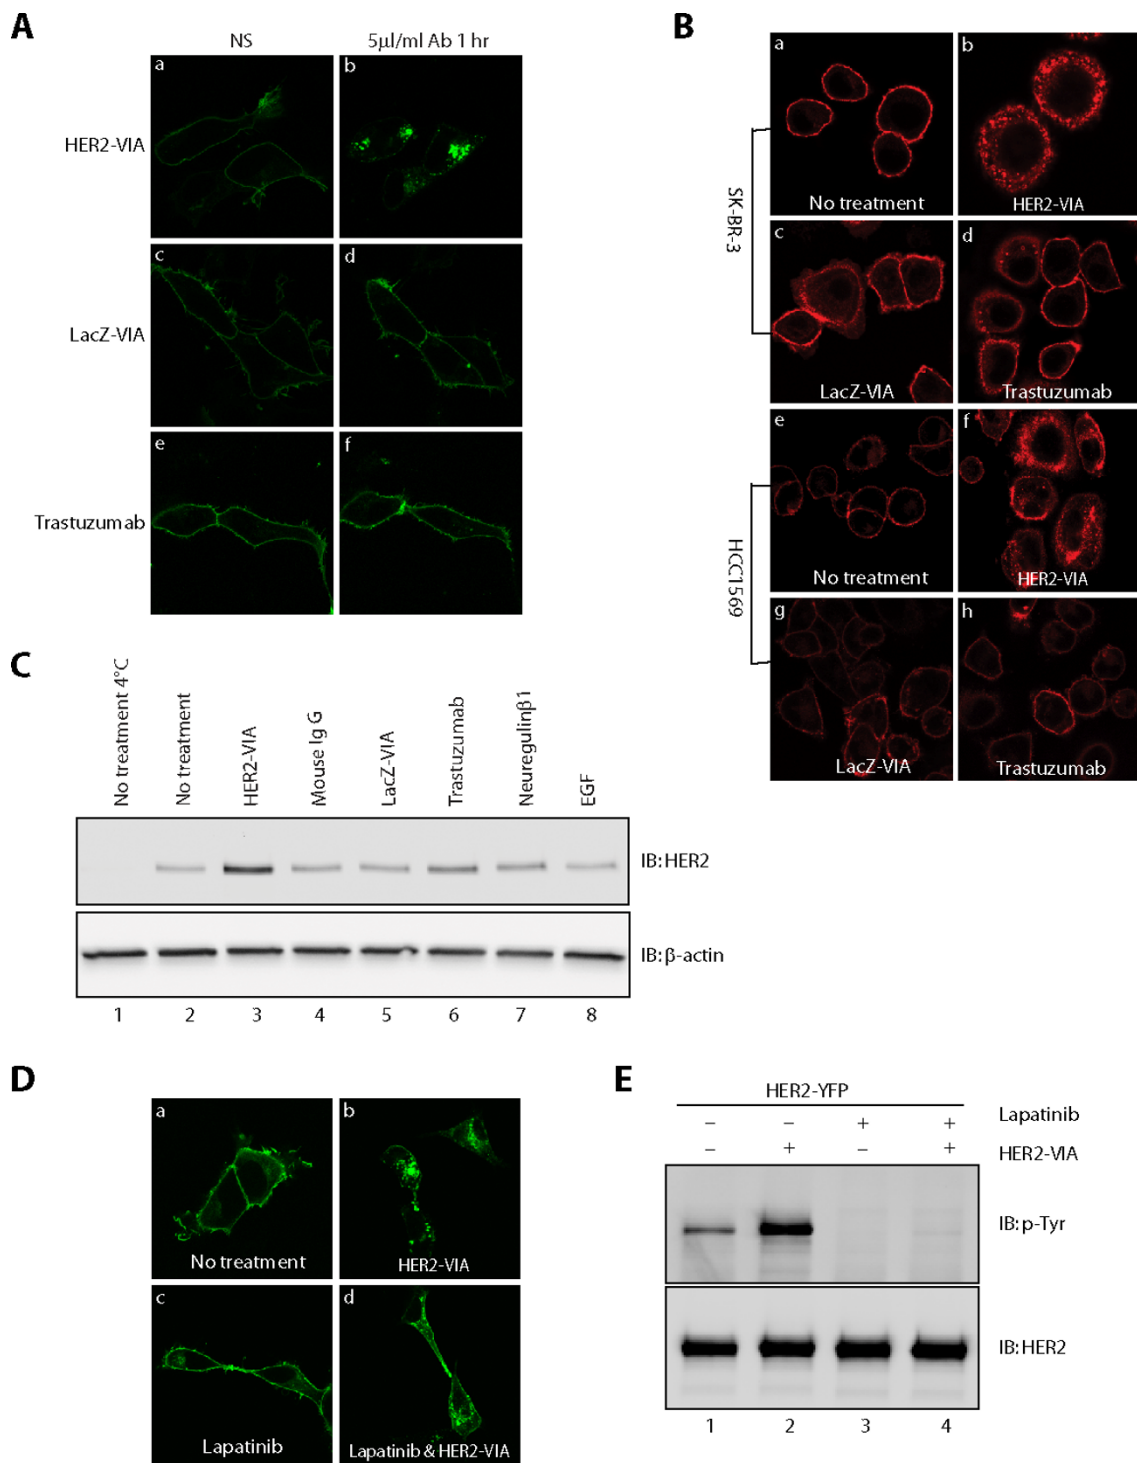 A
NS
5μl/ml Ab 1 hr
a
b
HER2-VIA
c
d
LacZ-VIA
e
f
Trastuzumab
B
a
b
SK-BR-3
No treatment
HER2-VIA
c
d
LacZ-VIA
Trastuzumab
e
f
HCC1569
No treatment
HER2-VIA
g
h
LacZ-VIA
Trastuzumab
C
No treatment 4°C
No treatment
HER2-VIA
Mouse Ig G
LacZ-VIA
Trastuzumab
Neuregulinβ1
EGF
IB: HER2
IB: β-actin
1 2 3 4 5 6 7 8
D
a
b
No treatment
HER2-VIA
c
d
Lapatinib
Lapatinib & HER2-VIA
E
HER2-YFP
– – + + Lapatinib
– + – + HER2-VIA
IB: p-Tyr
IB: HER2
1 2 3 4